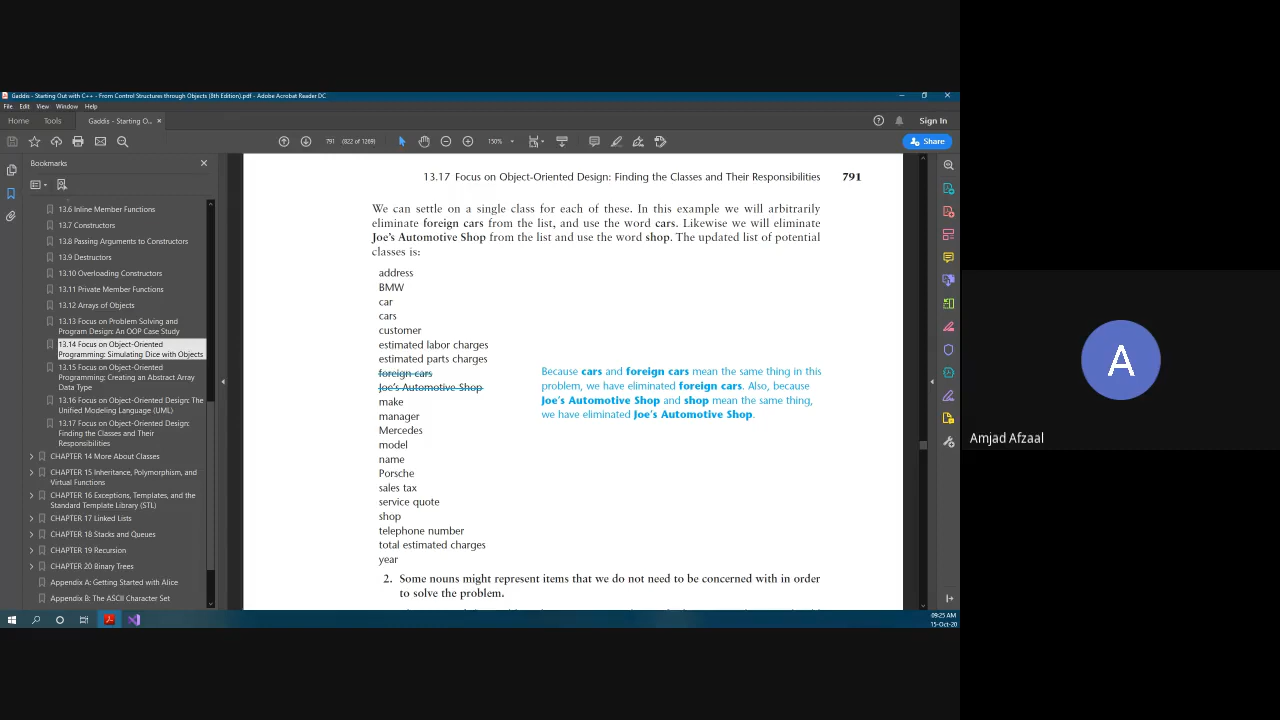 Gaddis - Starting Out with C++ - From Control Structures through Objects (8th Edition).pdf - Adobe Acrobat Reader DC
File Edit View Window Help
Home Tools Gaddis - Starting O... × Sign In
791 (822 of 1269) 150% Share
Bookmarks
13.6 Inline Member Functions
13.7 Constructors
13.8 Passing Arguments to Constructors
13.9 Destructors
13.10 Overloading Constructors
13.11 Private Member Functions
13.12 Arrays of Objects
13.13 Focus on Problem Solving and
Program Design: An OOP Case Study
13.14 Focus on Object-Oriented
Programming: Simulating Dice with Objects
13.15 Focus on Object-Oriented
Programming: Creating an Abstract Array
Data Type
13.16 Focus on Object-Oriented Design: The
Unified Modeling Language (UML)
13.17 Focus on Object-Oriented Design:
Finding the Classes and Their
Responsibilities
CHAPTER 14 More About Classes
CHAPTER 15 Inheritance, Polymorphism, and
Virtual Functions
CHAPTER 16 Exceptions, Templates, and the
Standard Template Library (STL)
CHAPTER 17 Linked Lists
CHAPTER 18 Stacks and Queues
CHAPTER 19 Recursion
CHAPTER 20 Binary Trees
Appendix A: Getting Started with Alice
Appendix B: The ASCII Character Set
13.17 Focus on Object-Oriented Design: Finding the Classes and Their Responsibilities 791
We can settle on a single class for each of these. In this example we will arbitrarily
eliminate foreign cars from the list, and use the word cars. Likewise we will eliminate
Joe's Automotive Shop from the list and use the word shop. The updated list of potential
classes is:
address
BMW
car
cars
customer
estimated labor charges
estimated parts charges
foreign cars
Joe's Automotive Shop
make
manager
Mercedes
model
name
Porsche
sales tax
service quote
shop
telephone number
total estimated charges
year
Because cars and foreign cars mean the same thing in this
problem, we have eliminated foreign cars. Also, because
Joe's Automotive Shop and shop mean the same thing,
we have eliminated Joe's Automotive Shop.
2. Some nouns might represent items that we do not need to be concerned with in order
to solve the problem.
09:25 AM
15-Oct-20
A
Amjad Afzaal